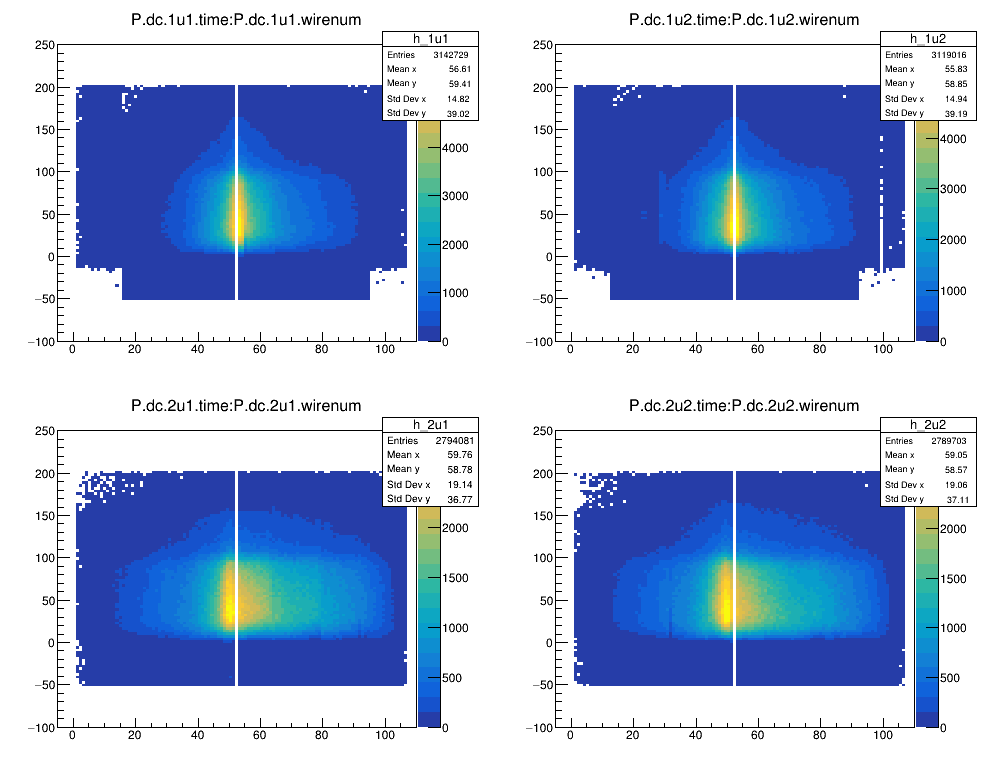 P.dc.1u1.time:P.dc.1u1.wirenum
h_1u1
Entries 3142729
Mean x 56.61
Mean y 59.41
Std Dev x 14.82
Std Dev y 39.02
250
200
150
100
50
0
−50
−100
0 20 40 60 80 100
4000
3000
2000
1000
0
P.dc.1u2.time:P.dc.1u2.wirenum
h_1u2
Entries 3119016
Mean x 55.83
Mean y 58.85
Std Dev x 14.94
Std Dev y 39.19
250
200
150
100
50
0
−50
−100
0 20 40 60 80 100
4000
3000
2000
1000
0
P.dc.2u1.time:P.dc.2u1.wirenum
h_2u1
Entries 2794081
Mean x 59.76
Mean y 58.78
Std Dev x 19.14
Std Dev y 36.77
250
200
150
100
50
0
−50
−100
0 20 40 60 80 100
2000
1500
1000
500
0
P.dc.2u2.time:P.dc.2u2.wirenum
h_2u2
Entries 2789703
Mean x 59.05
Mean y 58.57
Std Dev x 19.06
Std Dev y 37.11
250
200
150
100
50
0
−50
−100
0 20 40 60 80 100
2000
1500
1000
500
0